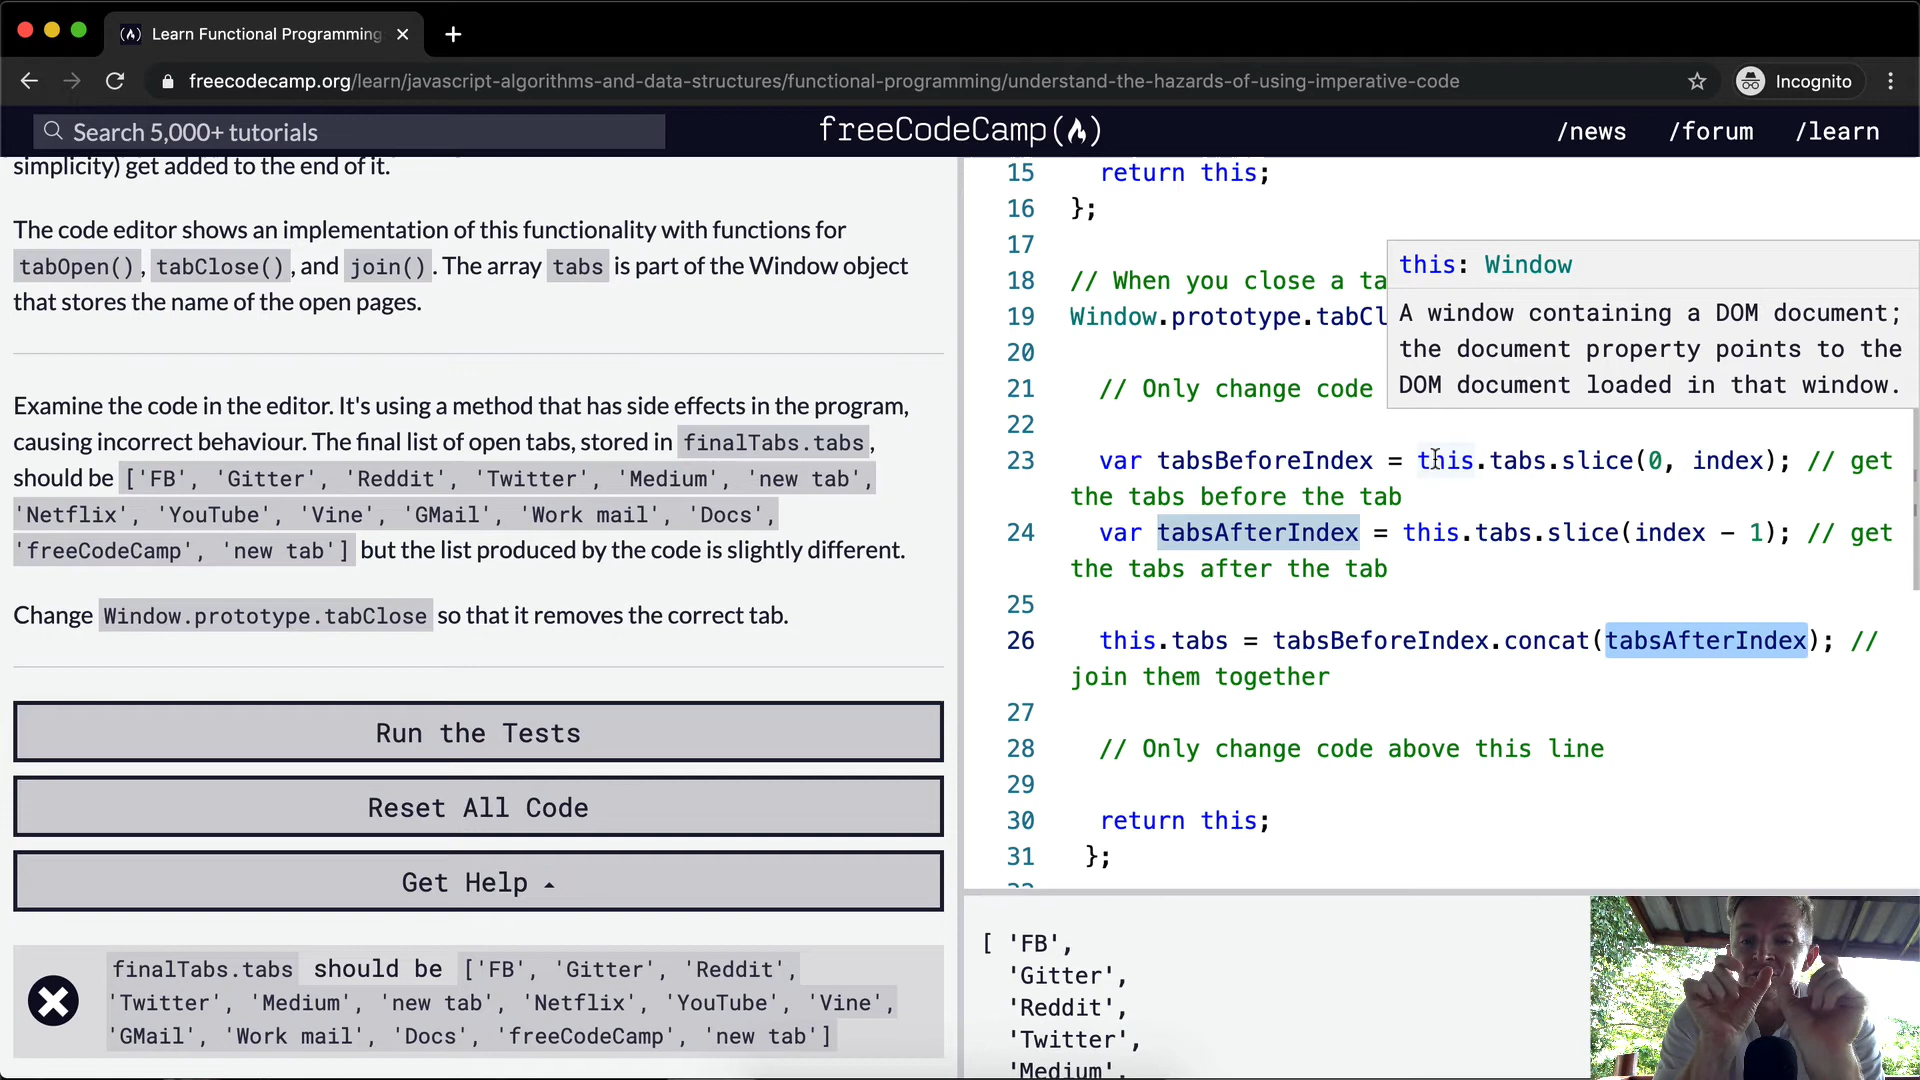 Learn Functional Programming
freecodecamp.org/learn/javascript-algorithms-and-data-structures/functional-programming/understand-the-hazards-of-using-imperative-code
Incognito
Search 5,000+ tutorials
freeCodeCamp(🔥)
/news /forum /learn
simplicity) get added to the end of it.
The code editor shows an implementation of this functionality with functions for
tabOpen(), tabClose(), and join(). The array tabs is part of the Window object
that stores the name of the open pages.
Examine the code in the editor. It's using a method that has side effects in the program,
causing incorrect behaviour. The final list of open tabs, stored in finalTabs.tabs,
should be ['FB', 'Gitter', 'Reddit', 'Twitter', 'Medium', 'new tab',
'Netflix', 'YouTube', 'Vine', 'GMail', 'Work mail', 'Docs',
'freeCodeCamp', 'new tab'] but the list produced by the code is slightly different.
Change Window.prototype.tabClose so that it removes the correct tab.
Run the Tests
Reset All Code
Get Help
finalTabs.tabs should be ['FB', 'Gitter', 'Reddit',
'Twitter', 'Medium', 'new tab', 'Netflix', 'YouTube', 'Vine',
'GMail', 'Work mail', 'Docs', 'freeCodeCamp', 'new tab']
15 return this;
16 };
17
18 // When you close a ta
19 Window.prototype.tabCl
20
21 // Only change code
22
23 var tabsBeforeIndex = this.tabs.slice(0, index); // get
the tabs before the tab
24 var tabsAfterIndex = this.tabs.slice(index - 1); // get
the tabs after the tab
25
26 this.tabs = tabsBeforeIndex.concat(tabsAfterIndex); //
join them together
27
28 // Only change code above this line
29
30 return this;
31 };
this: Window
A window containing a DOM document;
the document property points to the
DOM document loaded in that window.
[ 'FB',
'Gitter',
'Reddit',
'Twitter',
'Medium',